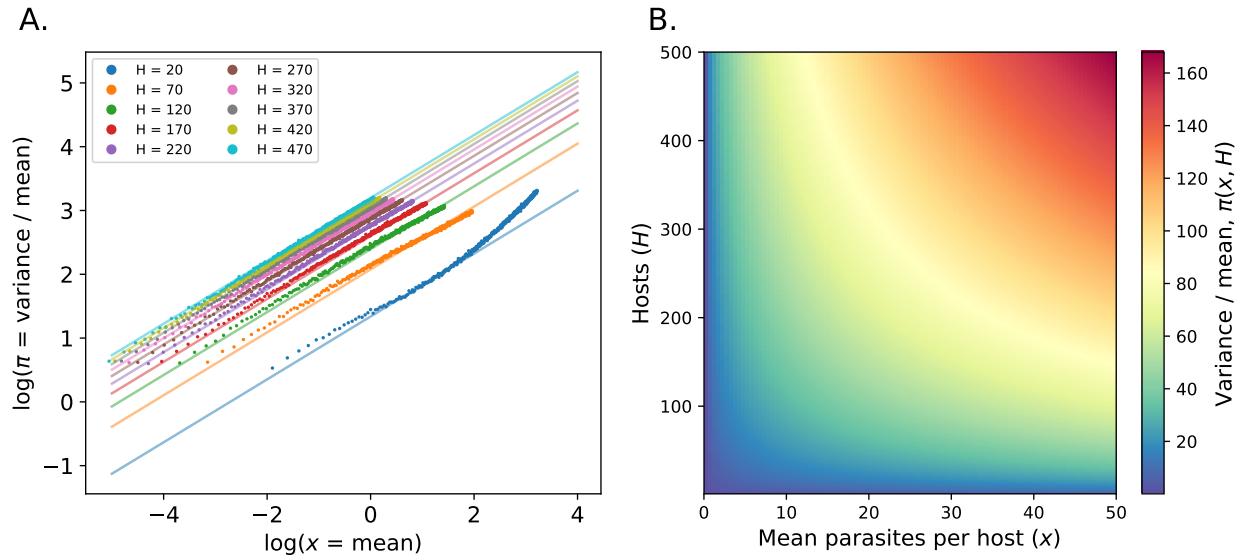 A.
log(π = variance / mean)
5
4
3
2
1
0
−1
H = 20
H = 70
H = 120
H = 170
H = 220
H = 270
H = 320
H = 370
H = 420
H = 470
−4
−2
0
2
4
log(x = mean)
B.
Hosts (H)
500
400
300
200
100
0
10
20
30
40
50
Mean parasites per host (x)
160
140
120
100
80
60
40
20
Variance / mean, π(x, H)